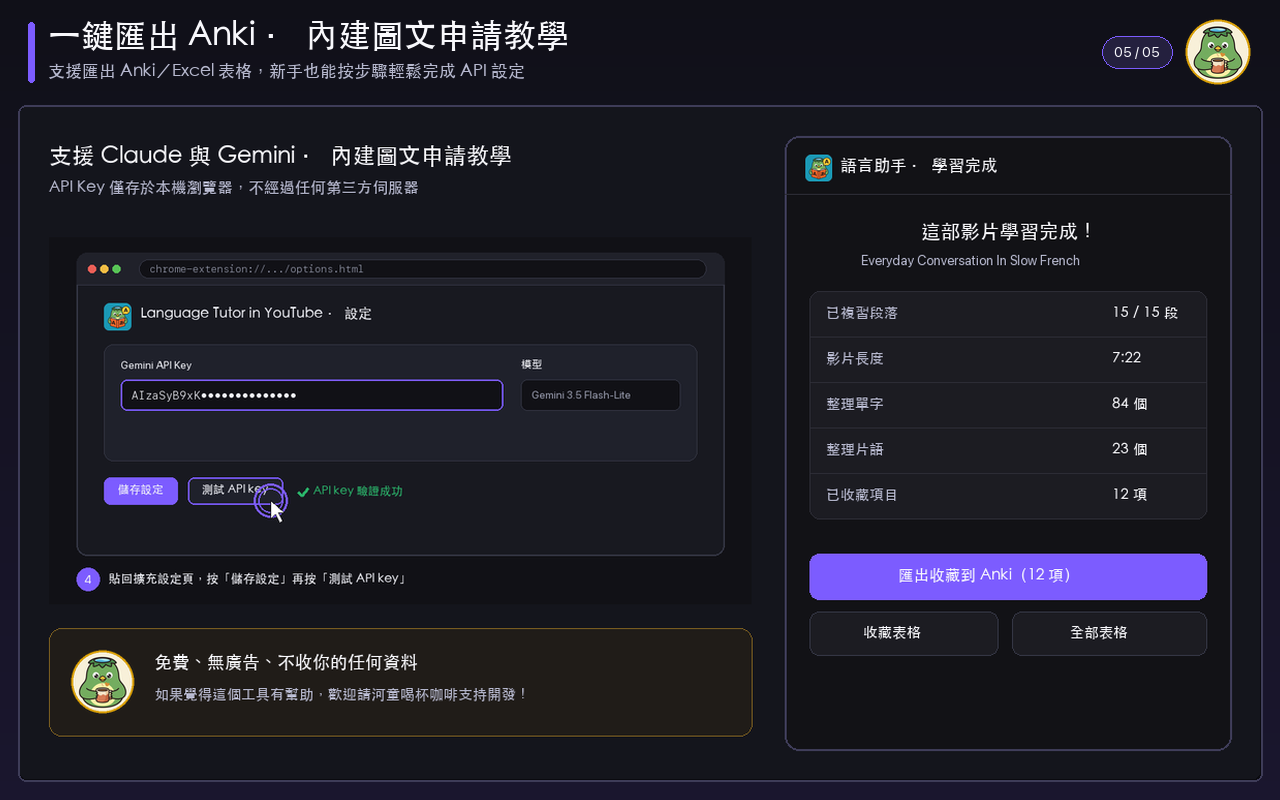 一鍵匯出 Anki · 內建圖文申請教學
支援匯出 Anki／Excel 表格，新手也能按步驟輕鬆完成 API 設定
05 / 05
支援 Claude 與 Gemini · 內建圖文申請教學
API Key 僅存於本機瀏覽器，不經過任何第三方伺服器
chrome-extension://.../options.html
Language Tutor in YouTube · 設定
Gemini API Key
模型
AIzaSyB9xK••••••••••••••
Gemini 3.5 Flash-Lite
儲存設定
測試 API key
API key 驗證成功
4 貼回擴充設定頁，按「儲存設定」再按「測試 API key」
免費、無廣告、不收你的任何資料
如果覺得這個工具有幫助，歡迎請河童喝杯咖啡支持開發！
語言助手 · 學習完成
這部影片學習完成！
Everyday Conversation In Slow French
已複習段落 15 / 15 段
影片長度 7:22
整理單字 84 個
整理片語 23 個
已收藏項目 12 項
匯出收藏到 Anki（12 項）
收藏表格
全部表格